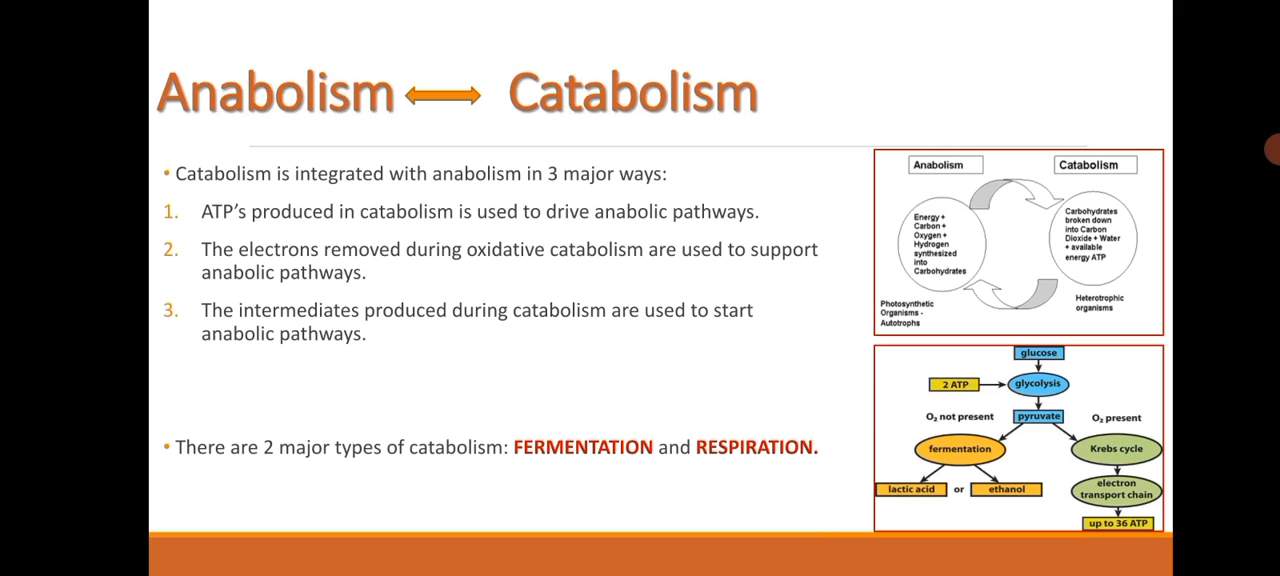 Anabolism Catabolism
• Catabolism is integrated with anabolism in 3 major ways:
1. ATP’s produced in catabolism is used to drive anabolic pathways.
2. The electrons removed during oxidative catabolism are used to support
anabolic pathways.
3. The intermediates produced during catabolism are used to start
anabolic pathways.
• There are 2 major types of catabolism: FERMENTATION and RESPIRATION.
Anabolism
Catabolism
Energy +
Carbon +
Oxygen +
Hydrogen
synthesized
into
Carbohydrates
Carbohydrates
broken down
into Carbon
Dioxide + Water
+ available
energy ATP
Photosynthetic
Organisms -
Autotrophs
Heterotrophic
organisms
glucose
2 ATP
glycolysis
O₂ not present
pyruvate
O₂ present
fermentation
Krebs cycle
lactic acid or ethanol
electron
transport chain
up to 36 ATP